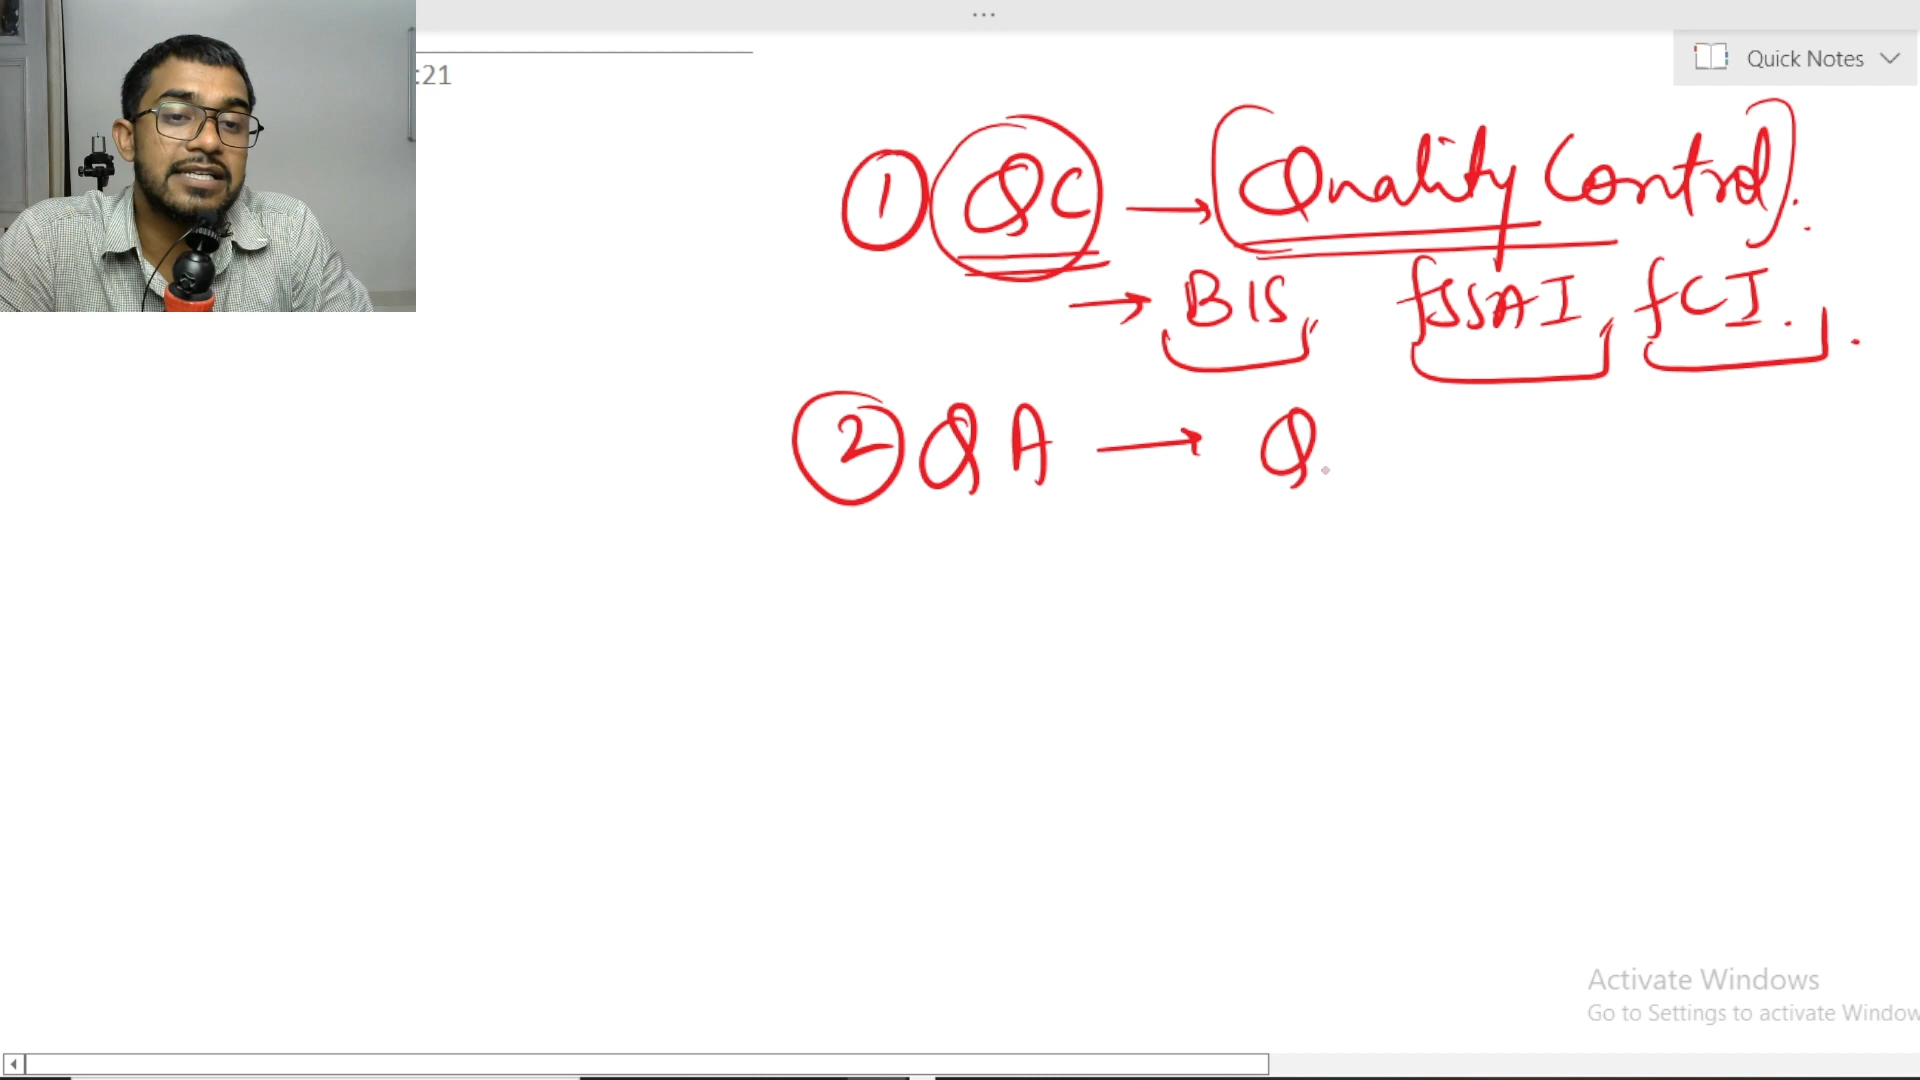 ...
:21
Quick Notes
1 QC → (Quality Control).
→ BIS, fSSAI, fCI.
2 QA → Q
Activate Windows
Go to Settings to activate Window